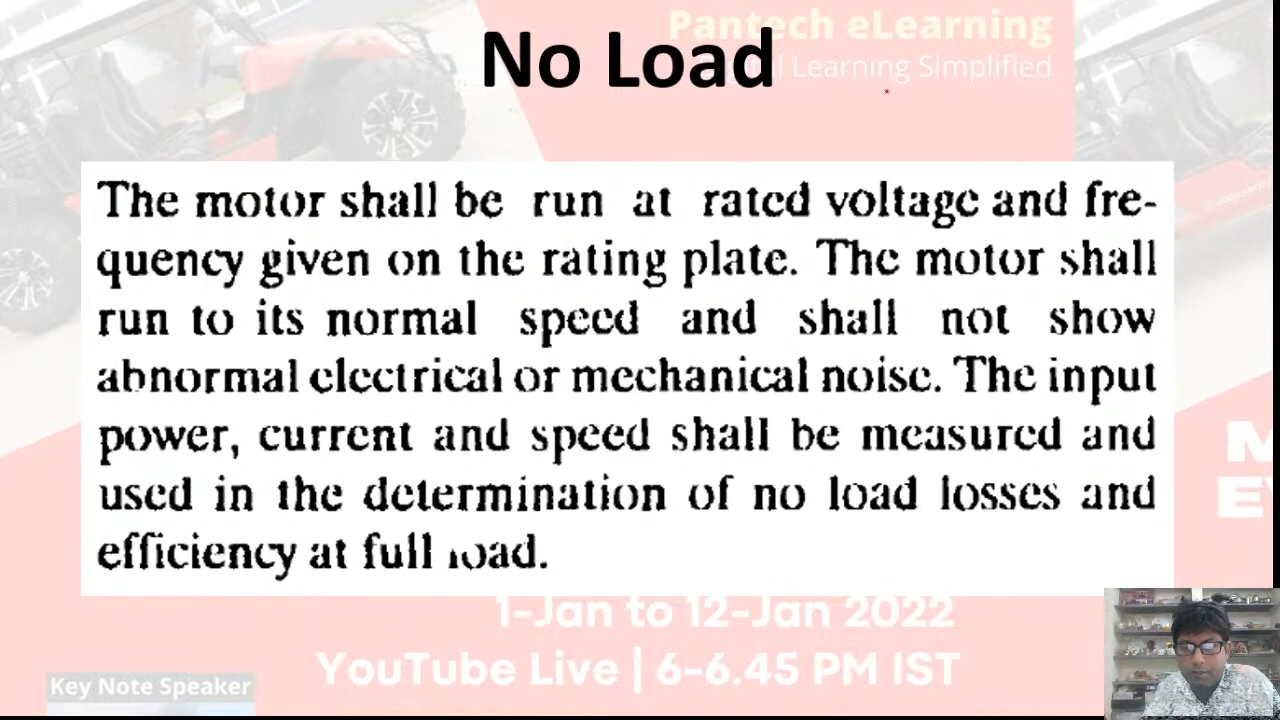 Pantech eLearning
No Load
Learning Simplified
The motor shall be run at rated voltage and fre-
quency given on the rating plate. The motor shall
run to its normal speed and shall not show
abnormal electrical or mechanical noise. The input
power, current and speed shall be measured and
used in the determination of no load losses and
efficiency at full load.
1-Jan to 12-Jan 2022
YouTube Live | 6-6.45 PM IST
Key Note Speaker